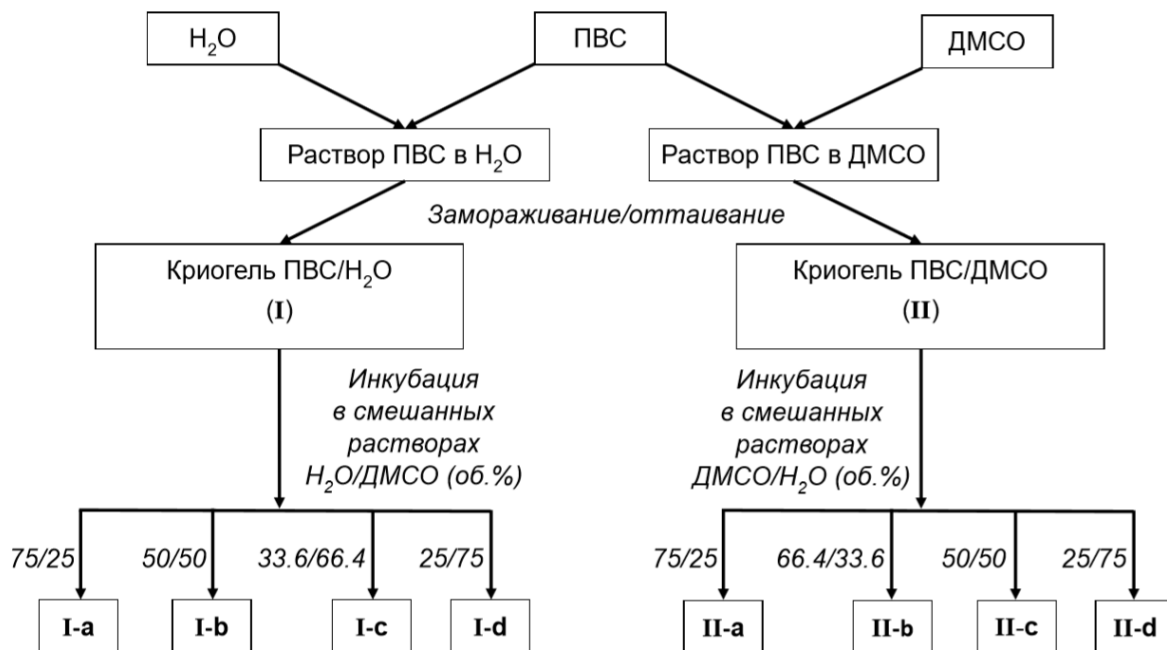 H₂O
ПВС
ДМСО
Раствор ПВС в H₂O
Раствор ПВС в ДМСО
Замораживание/оттаивание
Криогель ПВС/H₂O
(I)
Криогель ПВС/ДМСО
(II)
Инкубация
в смешанных
растворах
H₂O/ДМСО (об.%)
Инкубация
в смешанных
растворах
ДМСО/H₂O (об.%)
75/25
50/50
33.6/66.4
25/75
75/25
66.4/33.6
50/50
25/75
I-a
I-b
I-c
I-d
II-a
II-b
II-c
II-d